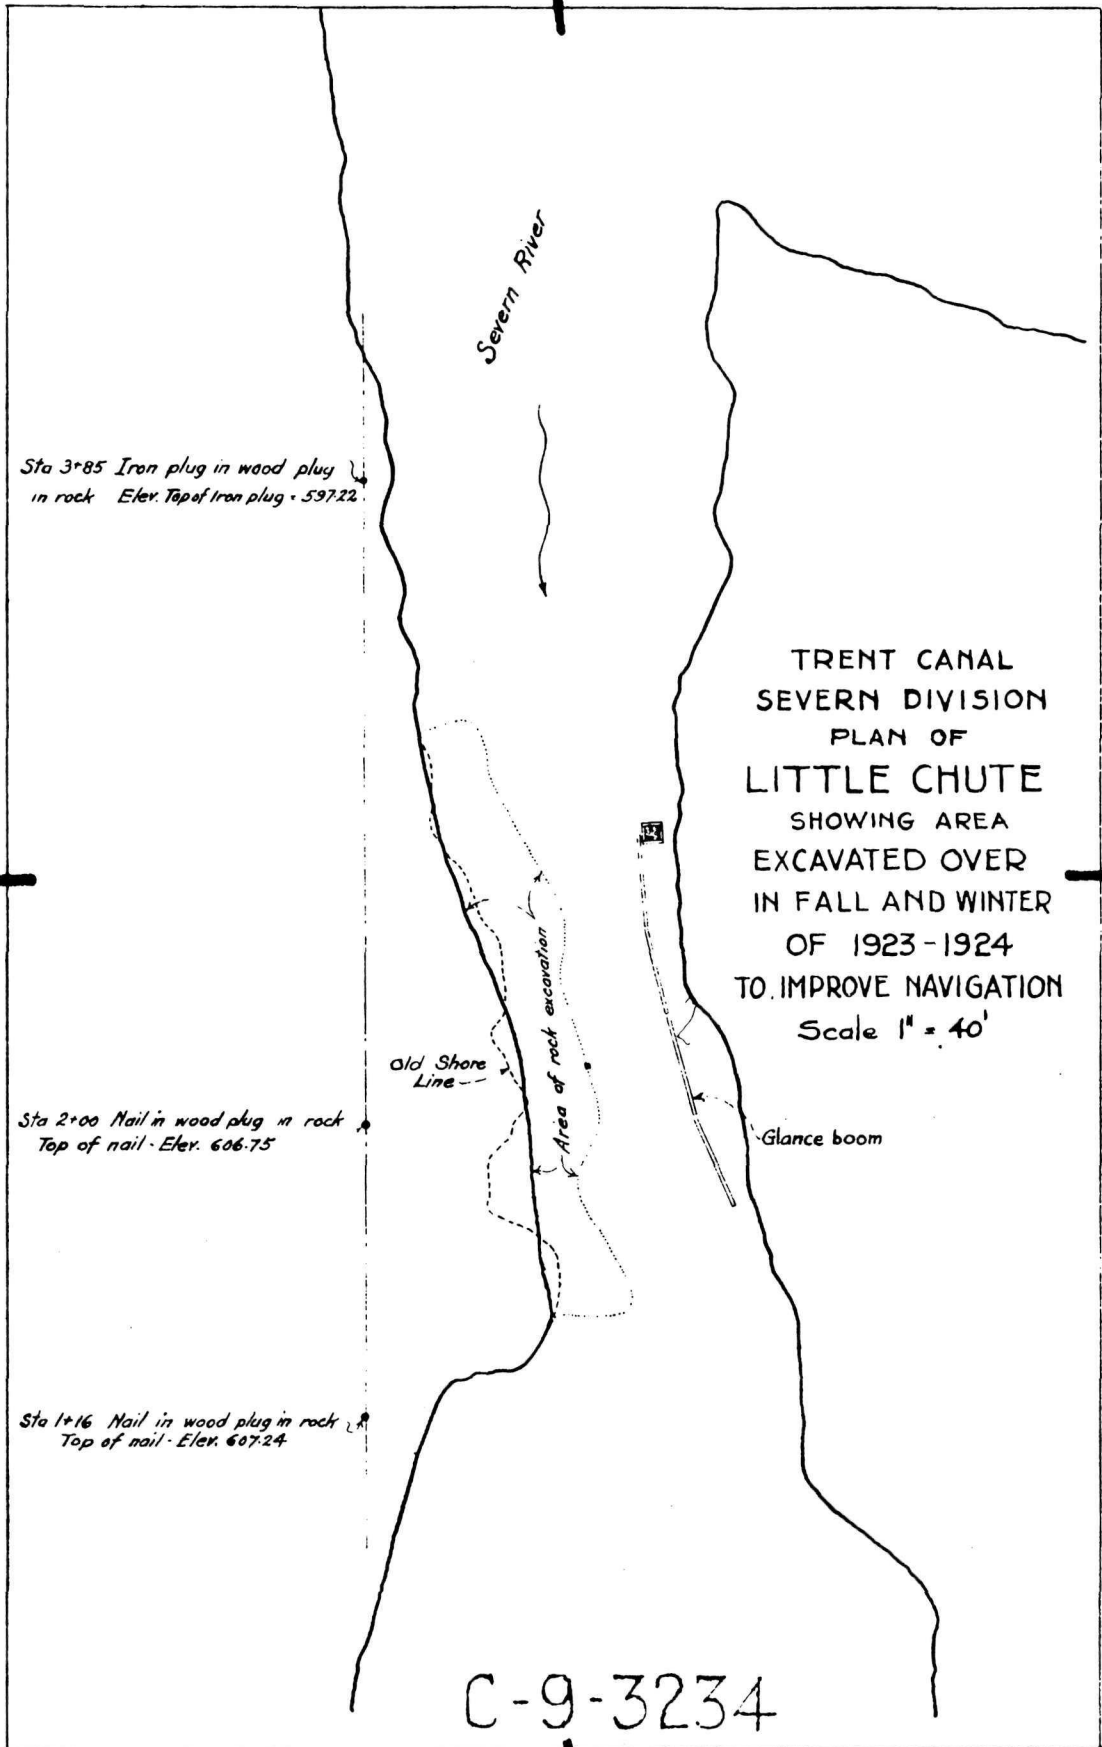 Severn River
Sta 3+85 Iron plug in wood plug
in rock Elev. Top of Iron plug = 597.22
TRENT CANAL
SEVERN DIVISION
PLAN OF
LITTLE CHUTE
SHOWING AREA
EXCAVATED OVER
IN FALL AND WINTER
OF 1923-1924
TO IMPROVE NAVIGATION
Scale 1" = 40'
Area of rock excavation
Old Shore
Line
Sta 2+00 Nail in wood plug in rock
Top of nail - Elev. 606.75
Glance boom
Sta 1+16 Nail in wood plug in rock
Top of nail - Elev. 607.24
C-9-3234